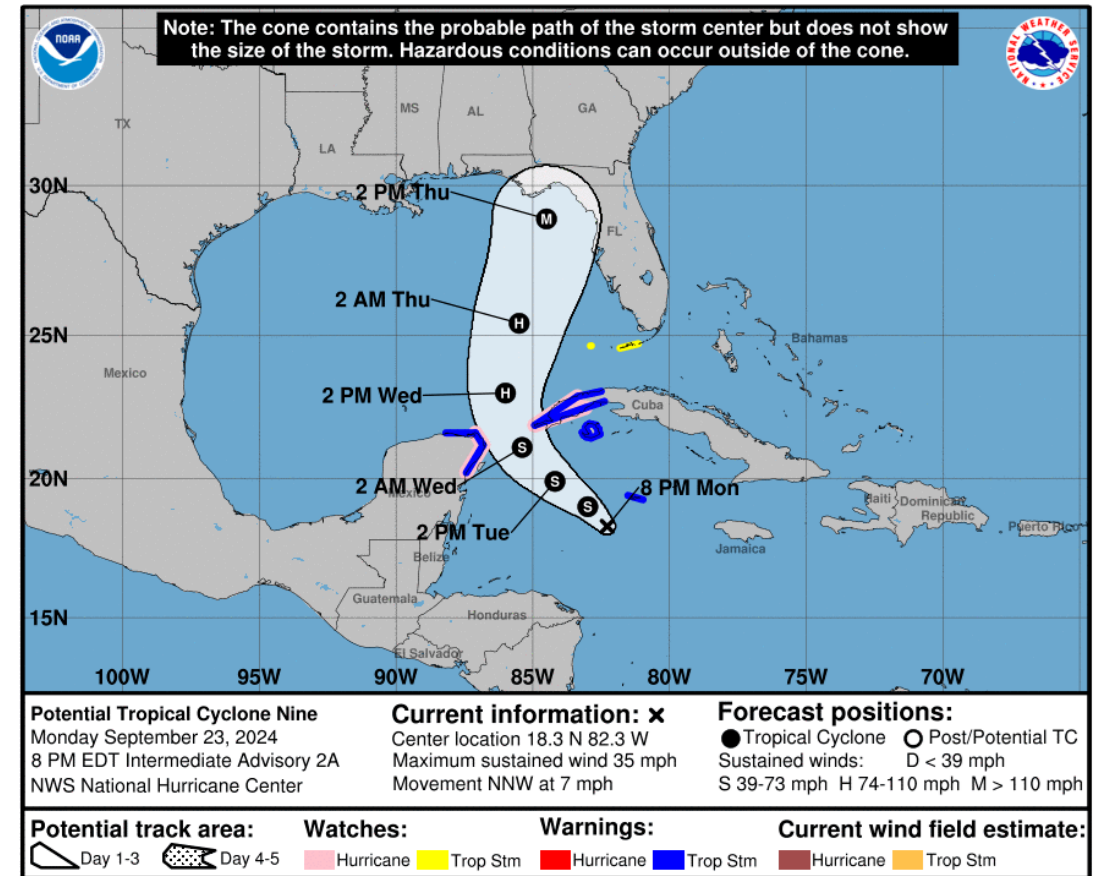 Note: The cone contains the probable path of the storm center but does not show
the size of the storm. Hazardous conditions can occur outside of the cone.
NOAA
NATIONAL WEATHER SERVICE
TX
MS
AL
GA
LA
30N
2 PM Thu
M
FL
2 AM Thu
H
25N
Bahamas
Mexico
2 PM Wed
H
Cuba
S
20N
2 AM Wed
Mexico
S
8 PM Mon
S
Haiti
Dominican
Republic
Puerto Rico
2 PM Tue
Jamaica
Belize
Guatemala
15N
Honduras
El Salvador
100W 95W 90W 85W 80W 75W 70W
Potential Tropical Cyclone Nine
Monday September 23, 2024
8 PM EDT Intermediate Advisory 2A
NWS National Hurricane Center
Current information: x
Center location 18.3 N 82.3 W
Maximum sustained wind 35 mph
Movement NNW at 7 mph
Forecast positions:
Tropical Cyclone Post/Potential TC
Sustained winds: D < 39 mph
S 39-73 mph H 74-110 mph M > 110 mph
Potential track area:
Day 1-3 Day 4-5
Watches:
Hurricane Trop Stm
Warnings:
Hurricane Trop Stm
Current wind field estimate:
Hurricane Trop Stm